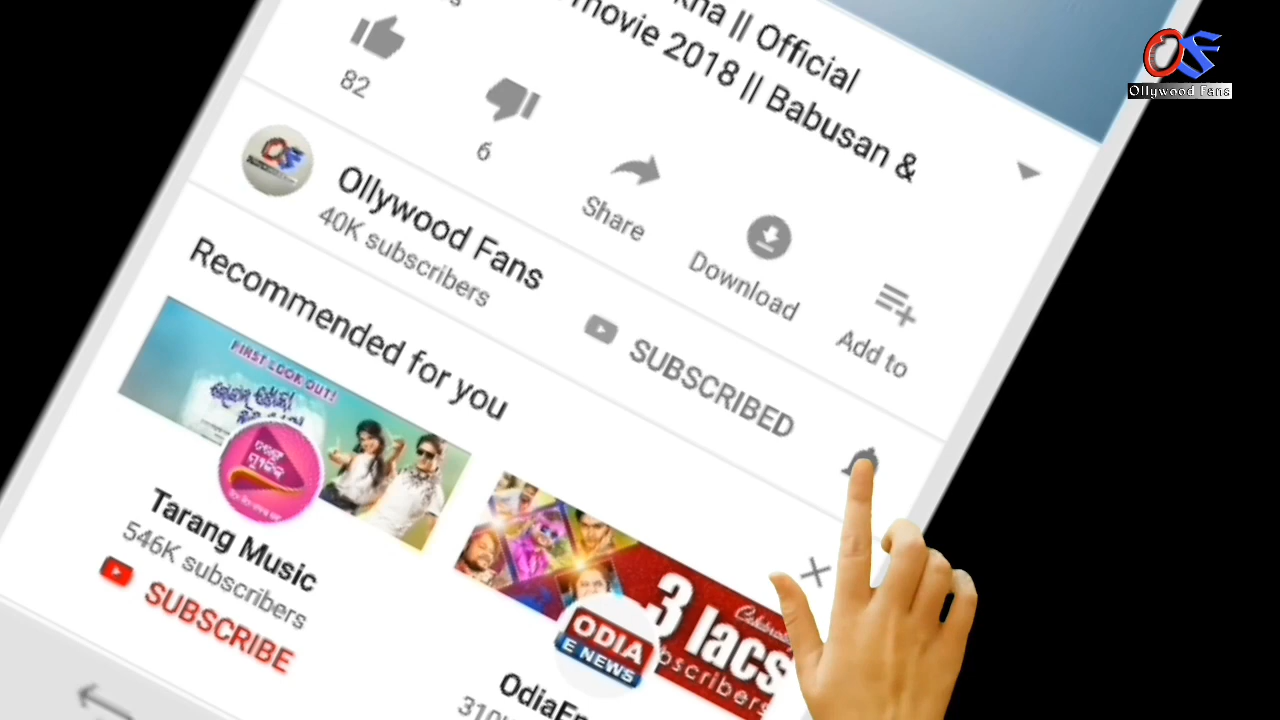 || Official
movie 2018 || Babusan &
82
6
Share
Download
Add to
Ollywood Fans
Ollywood Fans
40K subscribers
SUBSCRIBED
Recommended for you
FIRST LOOK OUT!
Tarang Music
546K subscribers
SUBSCRIBE
3 lacs
ODIA
E NEWS